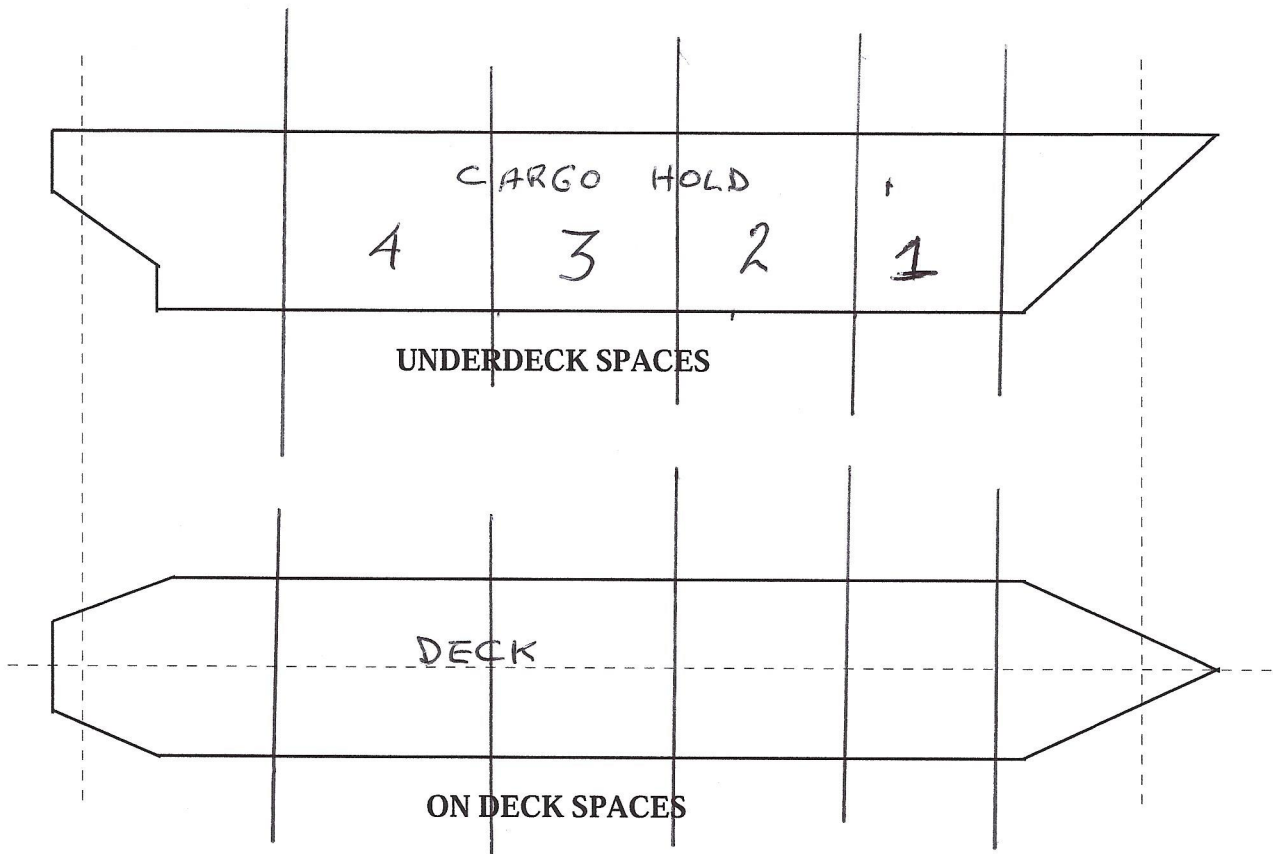 CARGO HOLD
4 3 2 1
UNDERDECK SPACES
DECK
ON DECK SPACES